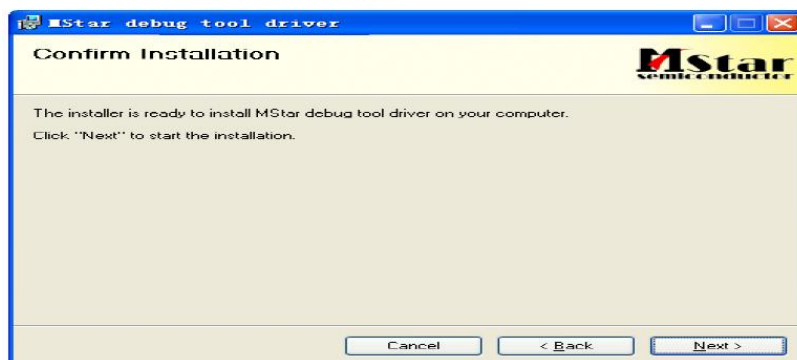 MStar debug tool driver
Confirm Installation
MStar
semiconductor
The installer is ready to install MStar debug tool driver on your computer.
Click "Next" to start the installation.
Cancel
< Back
Next >